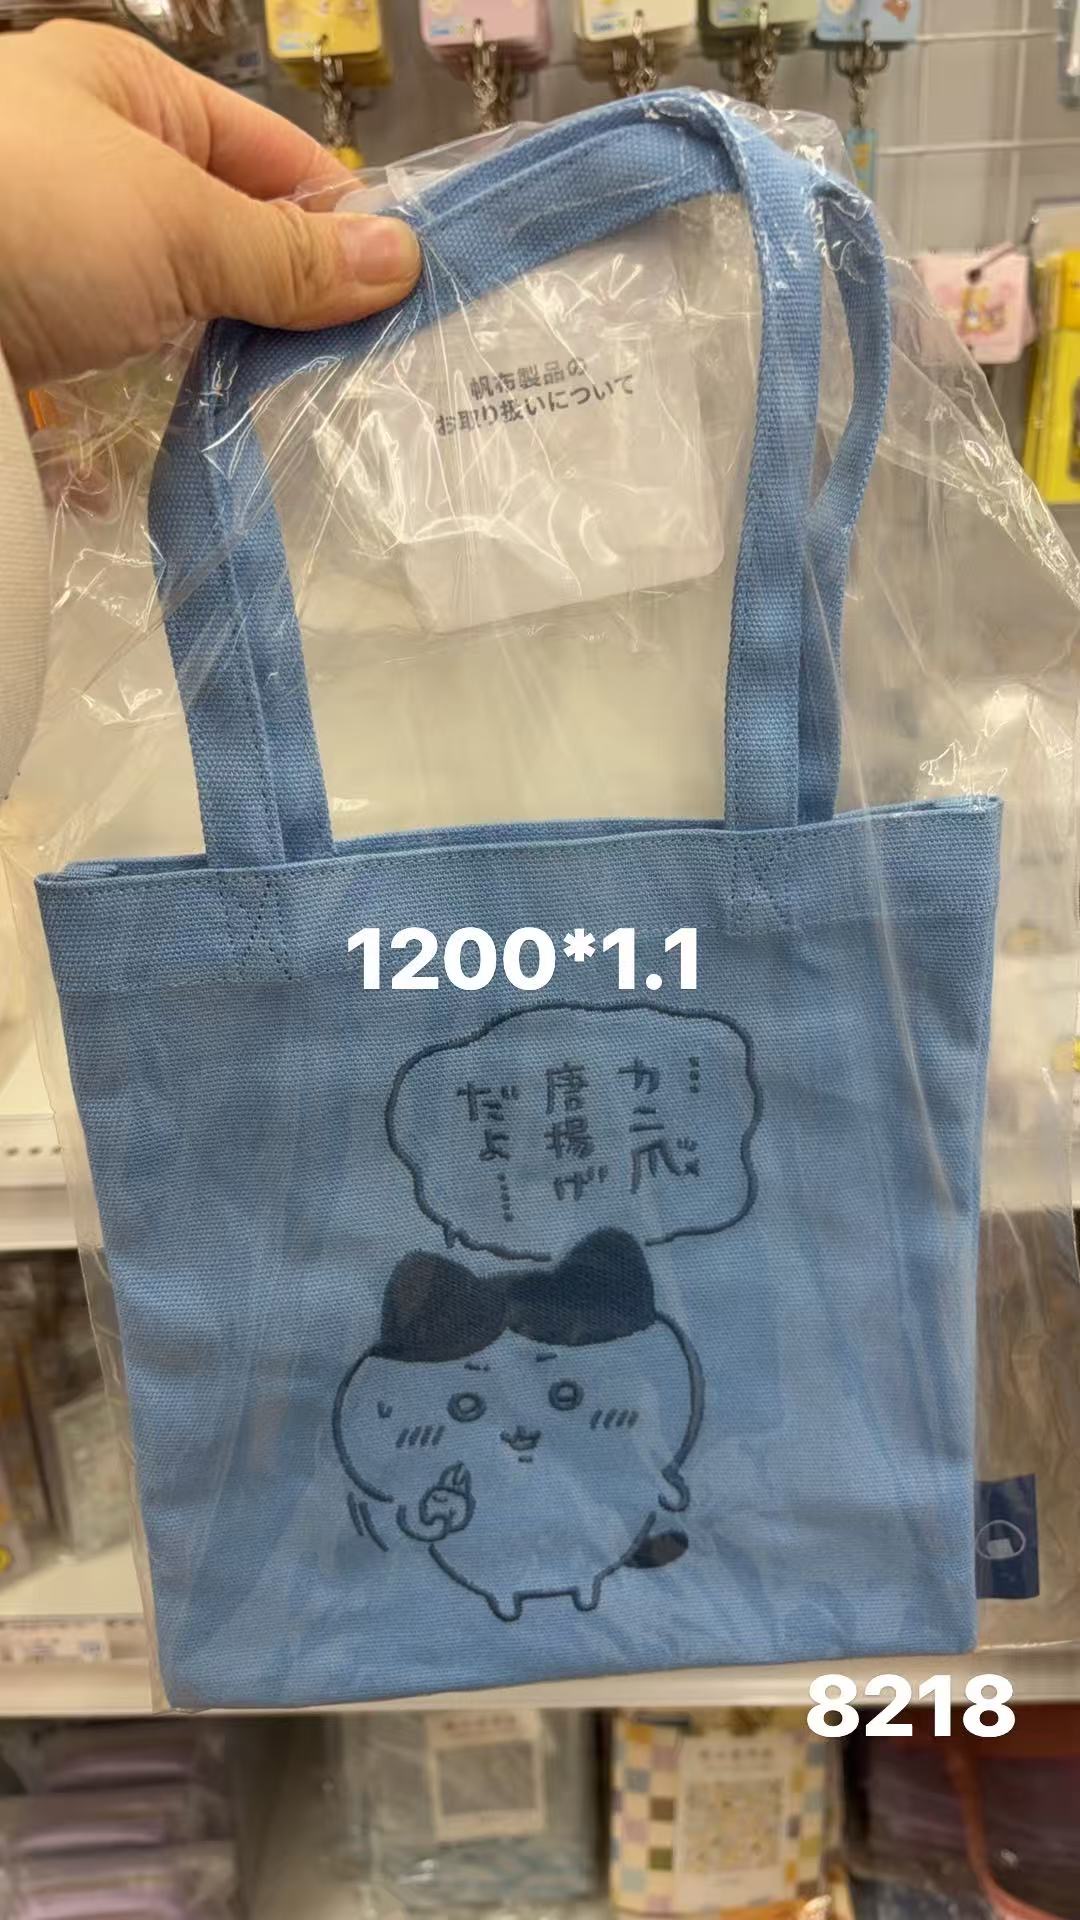 帆布製品の
お取り扱いについて
1200*1.1
…カニ爪
唐揚げ
だよ……
8218